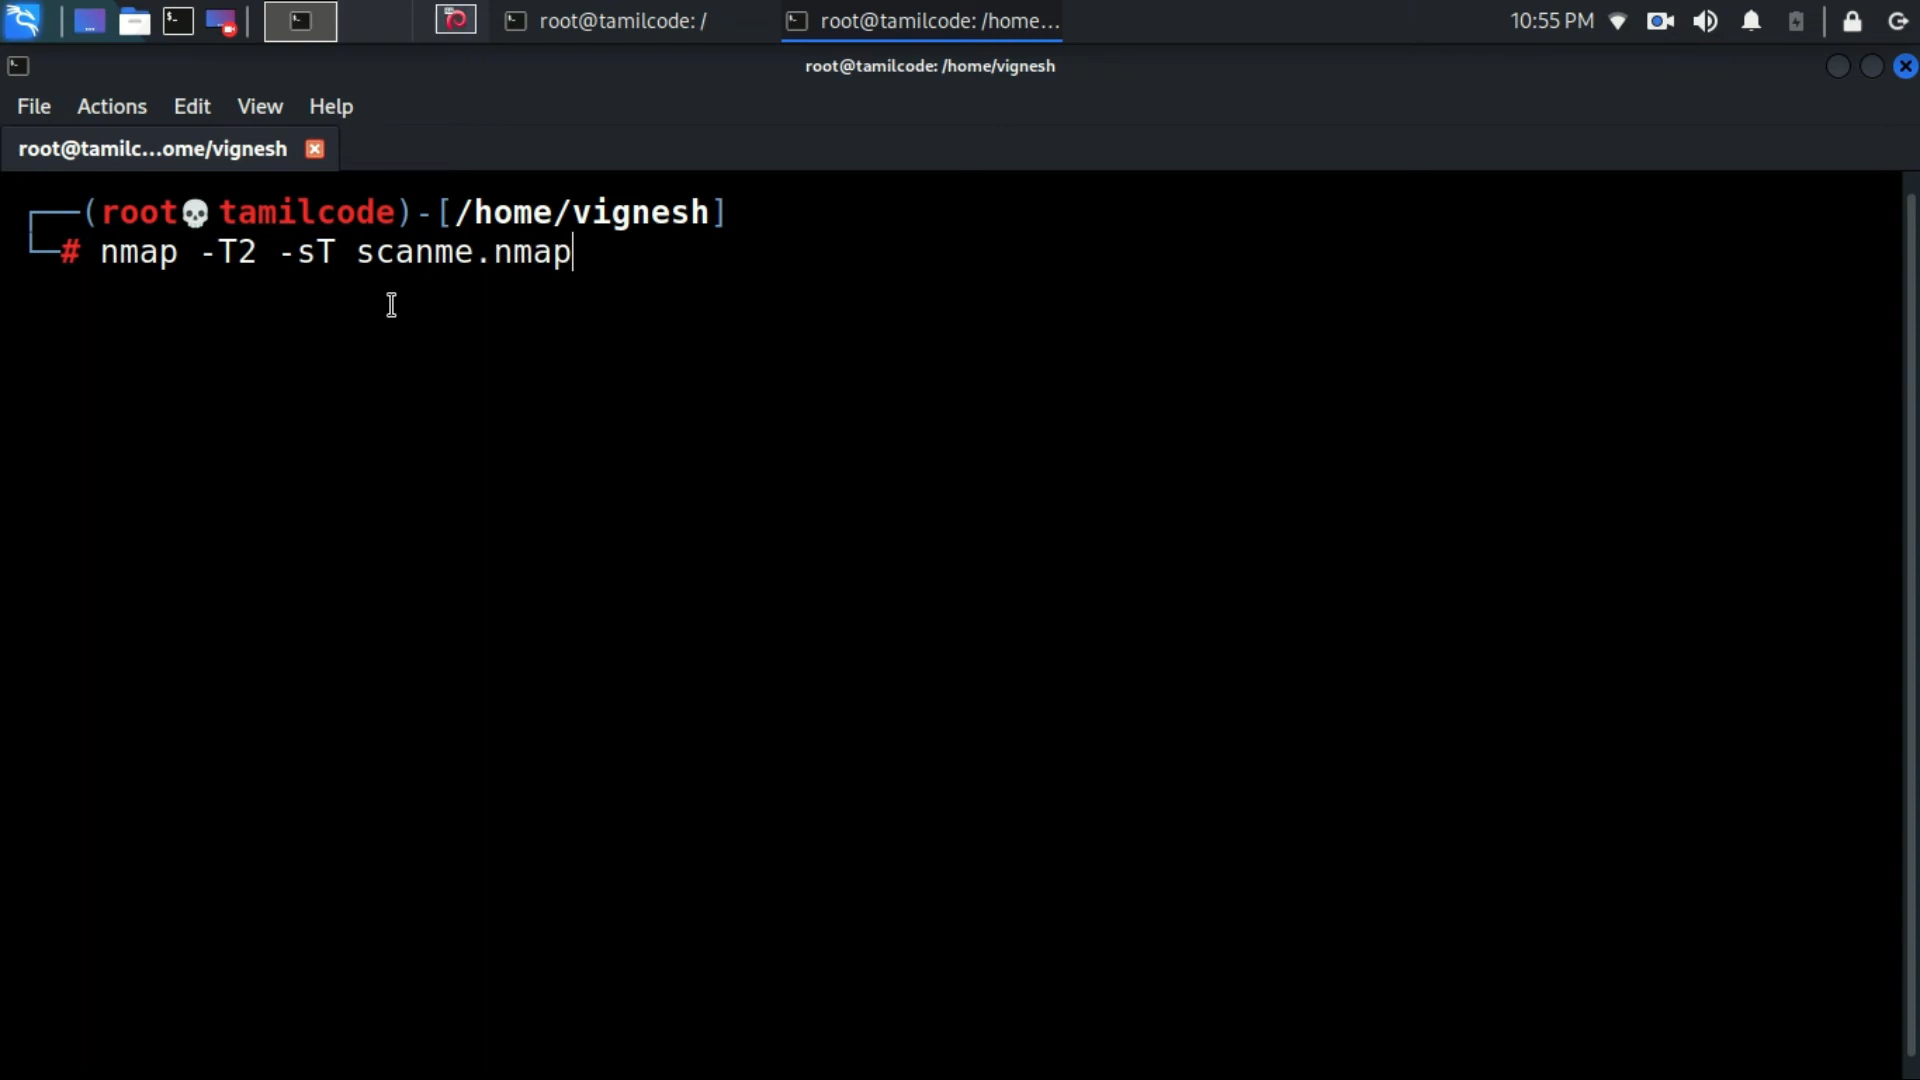 root@tamilcode: /
root@tamilcode: /home...
10:55 PM
root@tamilcode: /home/vignesh
File Actions Edit View Help
root@tamilc...ome/vignesh
(root💀tamilcode)-[/home/vignesh]
# nmap -T2 -sT scanme.nmap